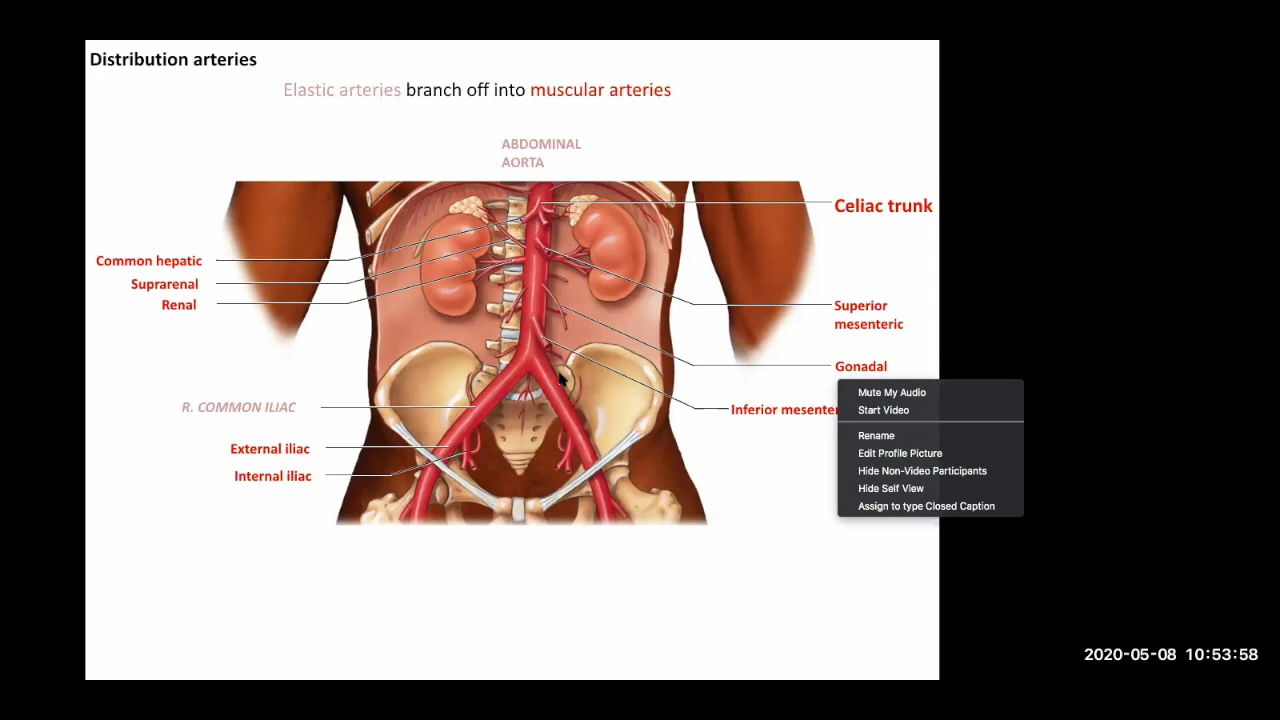 Distribution arteries
Elastic arteries branch off into muscular arteries
ABDOMINAL
AORTA
Celiac trunk
Common hepatic
Suprarenal
Renal
Superior
mesenteric
Gonadal
R. COMMON ILIAC
Inferior mesenter
External iliac
Internal iliac
Mute My Audio
Start Video
Rename
Edit Profile Picture
Hide Non-Video Participants
Hide Self View
Assign to type Closed Caption
2020-05-08 10:53:58